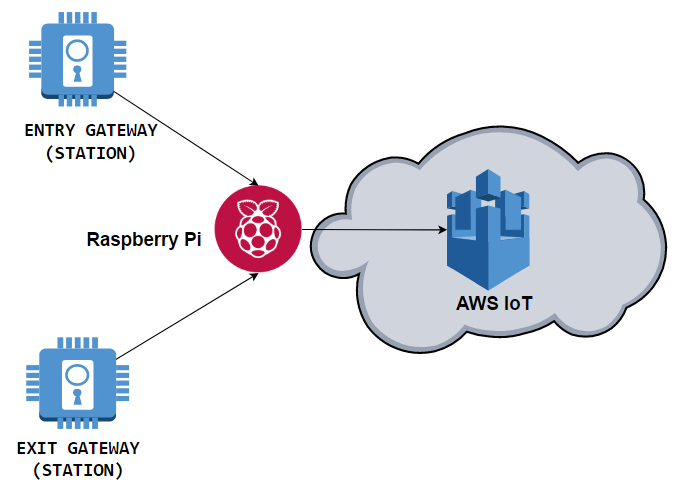 ENTRY GATEWAY
(STATION)
Raspberry Pi
AWS IoT
EXIT GATEWAY
(STATION)